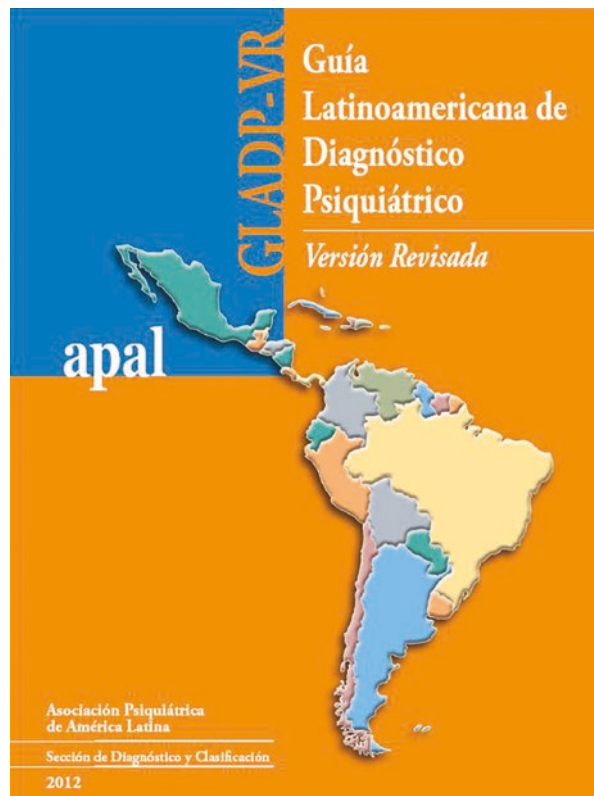 GLADP-VR
Guía
Latinoamericana de
Diagnóstico
Psiquiátrico
Versión Revisada
apal
Asociación Psiquiátrica
de América Latina
Sección de Diagnóstico y Clasificación
2012